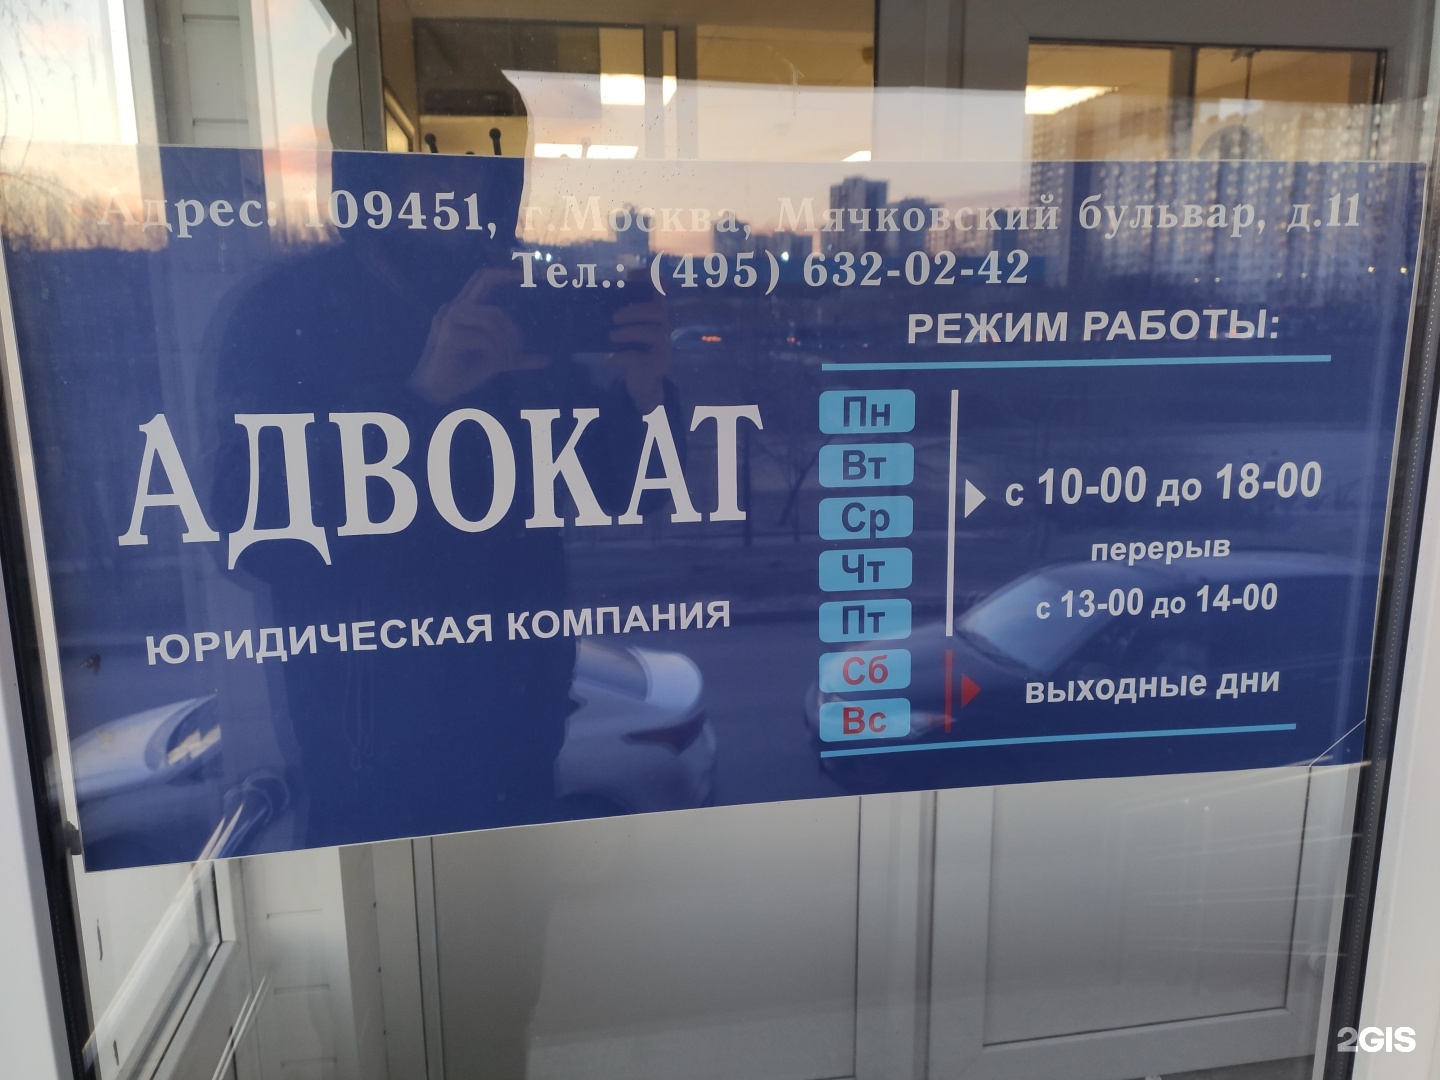 Адрес: 109451, г.Москва, Мячковский бульвар, д.11
Тел.: (495) 632-02-42
РЕЖИМ РАБОТЫ:
АДВОКАТ
ЮРИДИЧЕСКАЯ КОМПАНИЯ
Пн
Вт
Ср
Чт
Пт
с 10-00 до 18-00
перерыв
с 13-00 до 14-00
Сб
Вс
выходные дни
2GIS